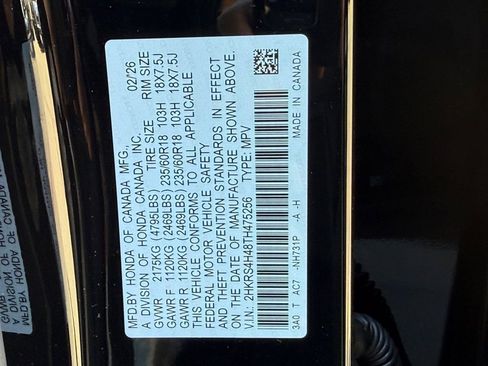 MFD.BY HONDA OF CANADA MFG., 02/26
A DIVISION OF HONDA CANADA INC. TIRE SIZE RIM SIZE
GVWR 2175KG (4795LBS)
GAWR F 1120KG (2469LBS) 235/60R18 103H 18X7.5J
GAWR R 1120KG (2469LBS) 235/60R18 103H 18X7.5J
THIS VEHICLE CONFORMS TO ALL APPLICABLE
FEDERAL MOTOR VEHICLE SAFETY
AND THEFT PREVENTION STANDARDS IN EFFECT
ON THE DATE OF MANUFACTURE SHOWN ABOVE.
V.I.N.: 2HKRS4H48TH475256 TYPE: MPV
3A0 T AC7 -NH731P -A -H MADE IN CANADA